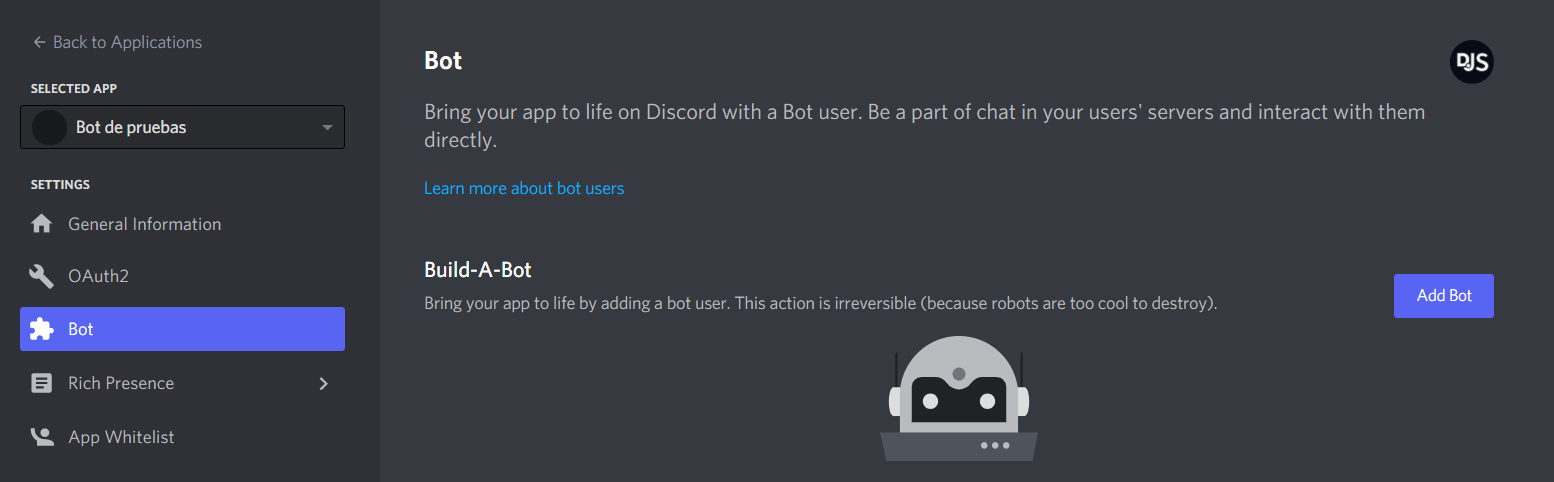 ← Back to Applications
SELECTED APP
Bot de pruebas
SETTINGS
General Information
OAuth2
Bot
Rich Presence
App Whitelist
Bot
DJS
Bring your app to life on Discord with a Bot user. Be a part of chat in your users' servers and interact with them
directly.
Learn more about bot users
Build-A-Bot
Bring your app to life by adding a bot user. This action is irreversible (because robots are too cool to destroy).
Add Bot